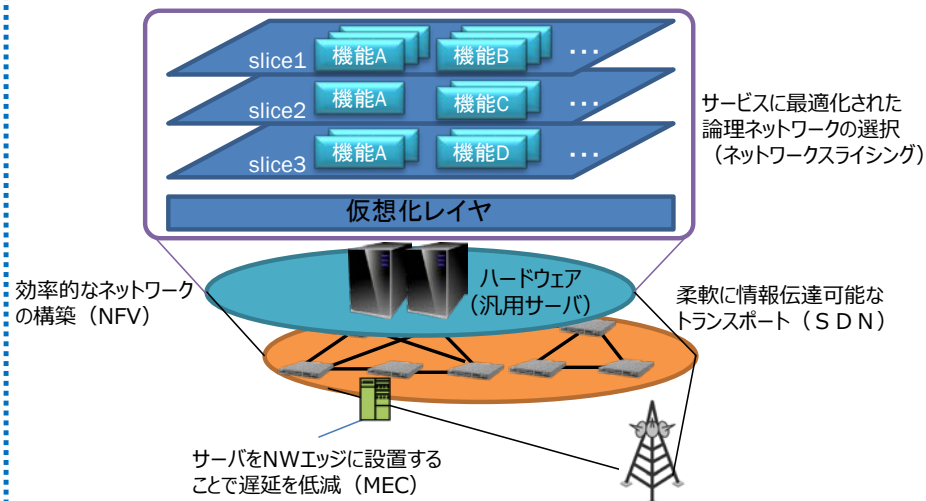 slice1 機能A 機能B ・・・
slice2 機能A 機能C ・・・
slice3 機能A 機能D ・・・
仮想化レイヤ
サービスに最適化された
論理ネットワークの選択
（ネットワークスライシング）
ハードウェア
（汎用サーバ）
効率的なネットワーク
の構築（NFV）
柔軟に情報伝達可能な
トランスポート（ＳＤＮ）
サーバをNWエッジに設置する
ことで遅延を低減（MEC）